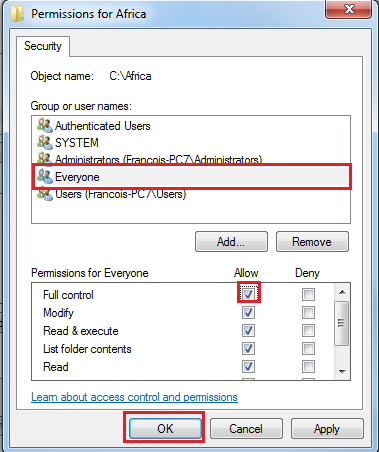 Permissions for Africa
Security
Object name: C:\Africa
Group or user names:
Authenticated Users
SYSTEM
Administrators (Francois-PC7\Administrators)
Everyone
Users (Francois-PC7\Users)
Add... Remove
Permissions for Everyone Allow Deny
Full control
Modify
Read & execute
List folder contents
Read
Learn about access control and permissions
OK Cancel Apply